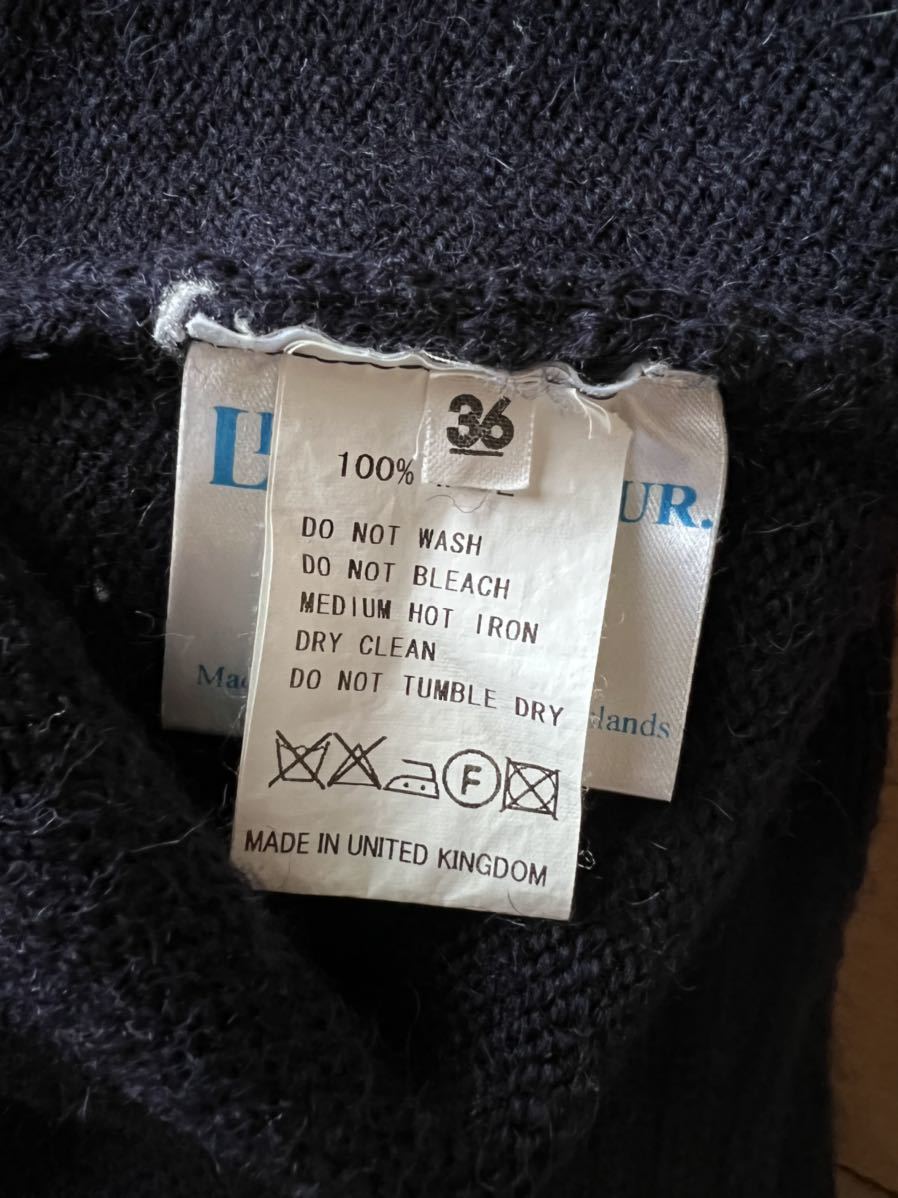 36
100%
DO NOT WASH
DO NOT BLEACH
MEDIUM HOT IRON
DRY CLEAN
DO NOT TUMBLE DRY
F
MADE IN UNITED KINGDOM
UR.